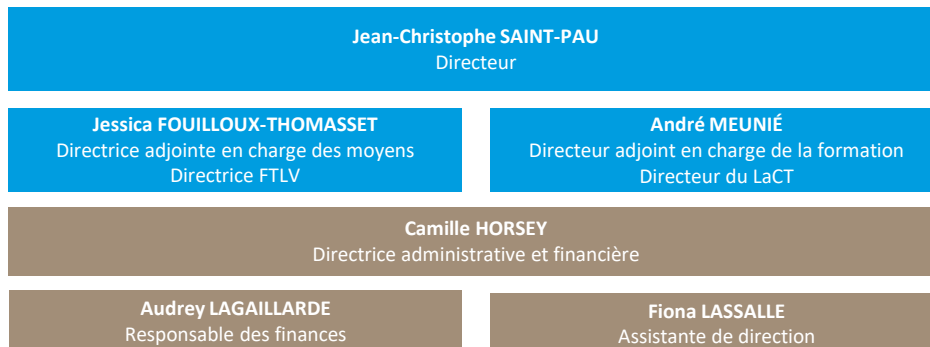 Jean-Christophe SAINT-PAU
Directeur
Jessica FOUILLOUX-THOMASSET
Directrice adjointe en charge des moyens
Directrice FTLV
André MEUNIÉ
Directeur adjoint en charge de la formation
Directeur du LaCT
Camille HORSEY
Directrice administrative et financière
Audrey LAGAILLARDE
Responsable des finances
Fiona LASSALLE
Assistante de direction